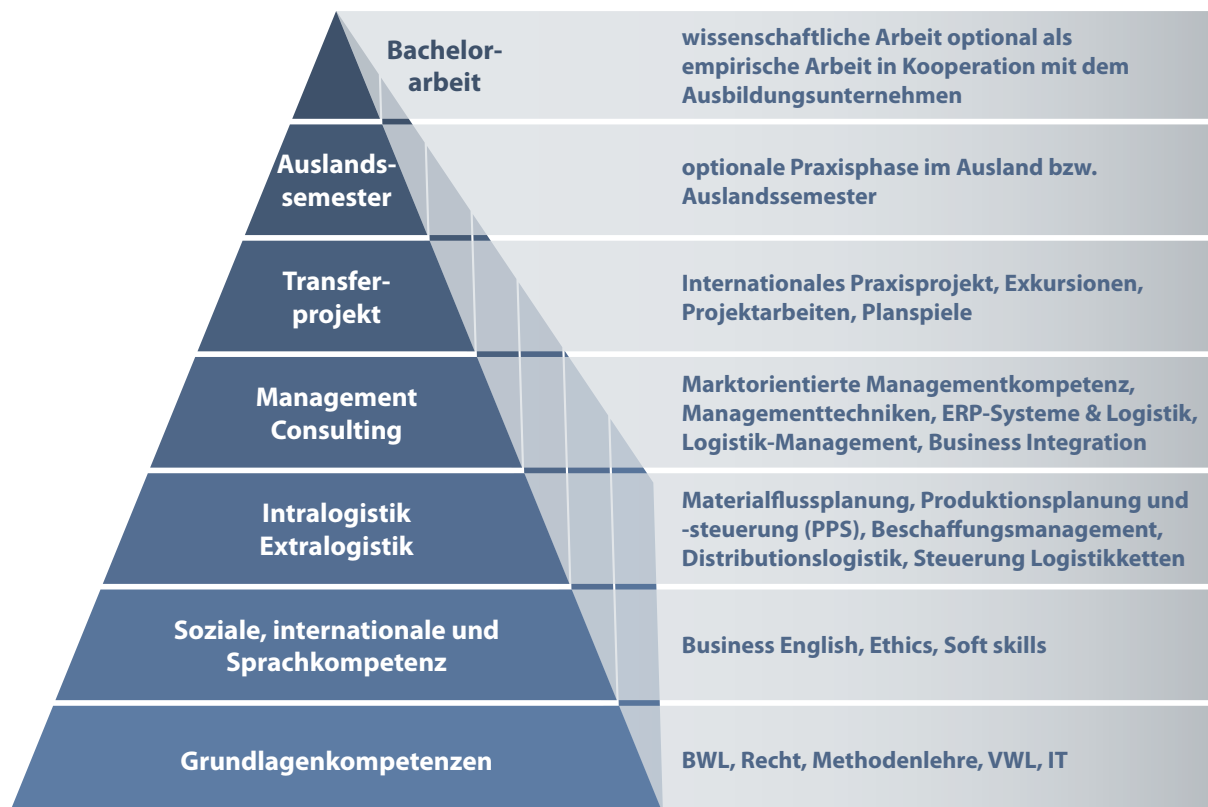 Bachelor-
arbeit
wissenschaftliche Arbeit optional als
empirische Arbeit in Kooperation mit dem
Ausbildungsunternehmen
Auslands-
semester
optionale Praxisphase im Ausland bzw.
Auslandssemester
Transfer-
projekt
Internationales Praxisprojekt, Exkursionen,
Projektarbeiten, Planspiele
Management
Consulting
Marktorientierte Managementkompetenz,
Managementtechniken, ERP-Systeme & Logistik,
Logistik-Management, Business Integration
Intralogistik
Extralogistik
Materialflussplanung, Produktionsplanung und
-steuerung (PPS), Beschaffungsmanagement,
Distributionslogistik, Steuerung Logistikketten
Soziale, internationale und
Sprachkompetenz
Business English, Ethics, Soft skills
Grundlagenkompetenzen
BWL, Recht, Methodenlehre, VWL, IT